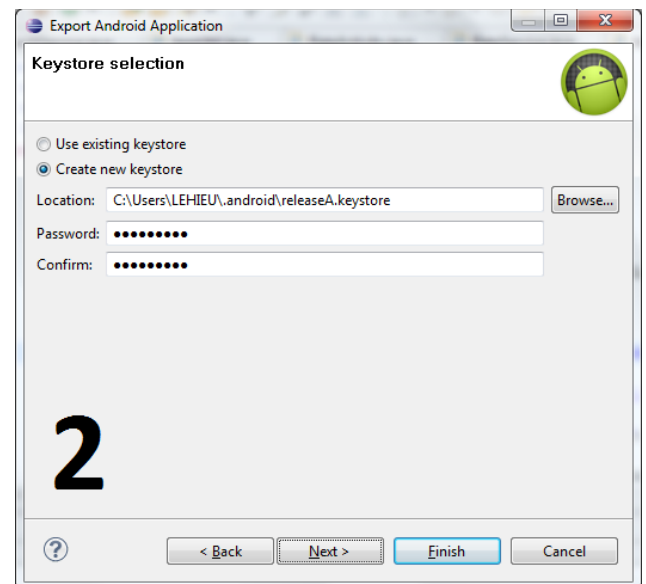 Export Android Application
Keystore selection
Use existing keystore
Create new keystore
Location: C:\Users\LEHIEU\.android\releaseA.keystore Browse...
Password: •••••••••
Confirm: •••••••••
2
? < Back Next > Finish Cancel